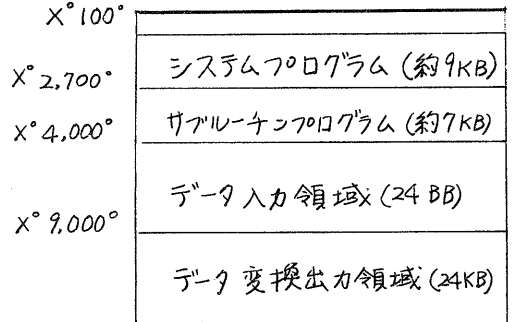 X°100°
システムプログラム (約9KB)
X°2,700°
サブルーチンプログラム (約7KB)
X°4,000°
データ入力領域 (24BB)
X°9,000°
データ変換出力領域 (24KB)